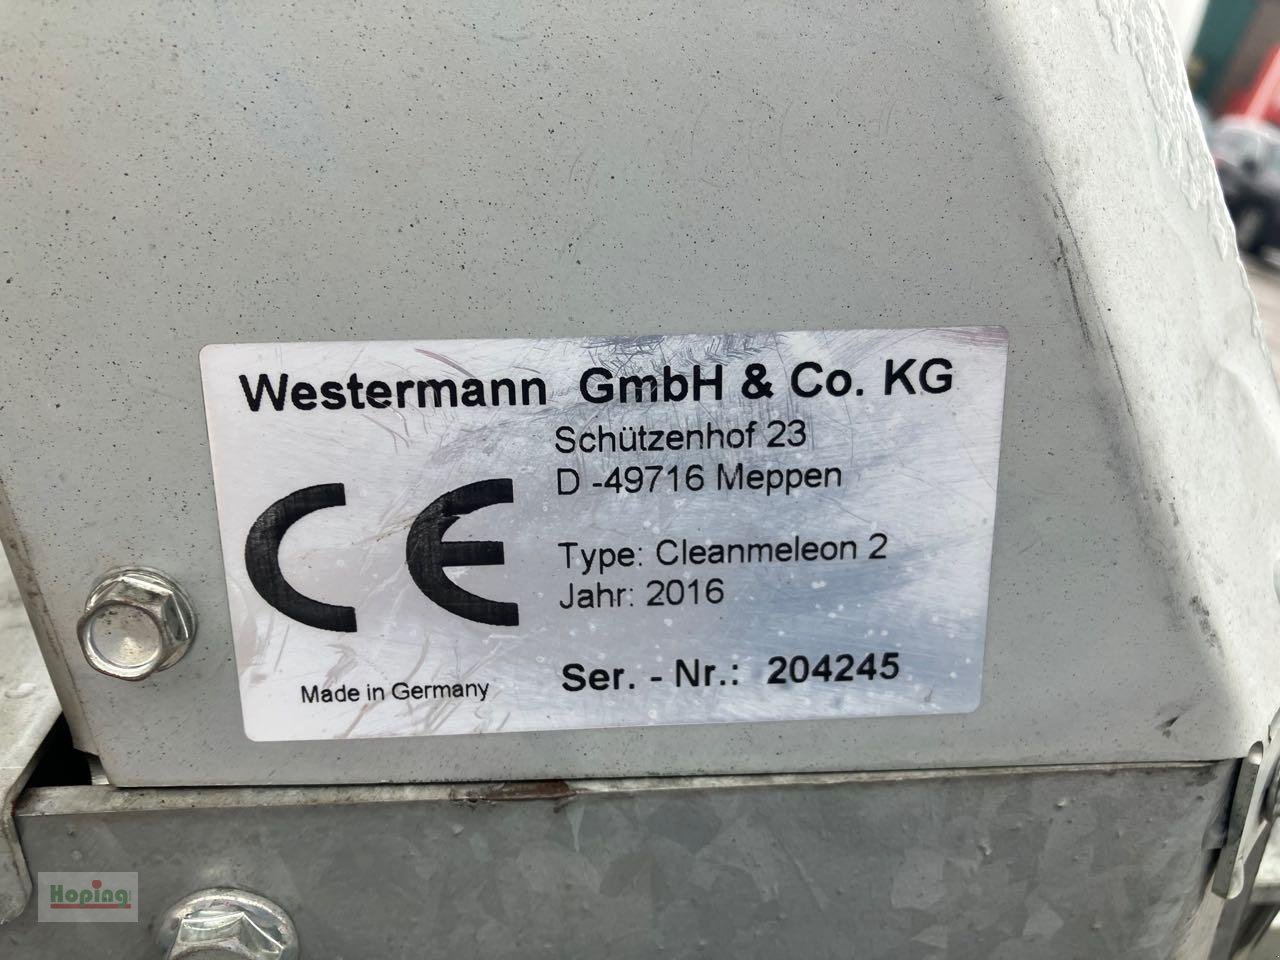 Westermann GmbH & Co. KG
Schützenhof 23
D -49716 Meppen
CE
Type: Cleanmeleon 2
Jahr: 2016
Made in Germany
Ser. - Nr.: 204245
Hoping